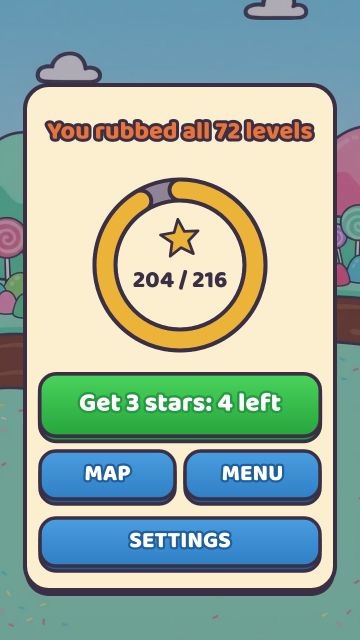 You rubbed all 72 levels
204 / 216
Get 3 stars: 4 left
MAP
MENU
SETTINGS